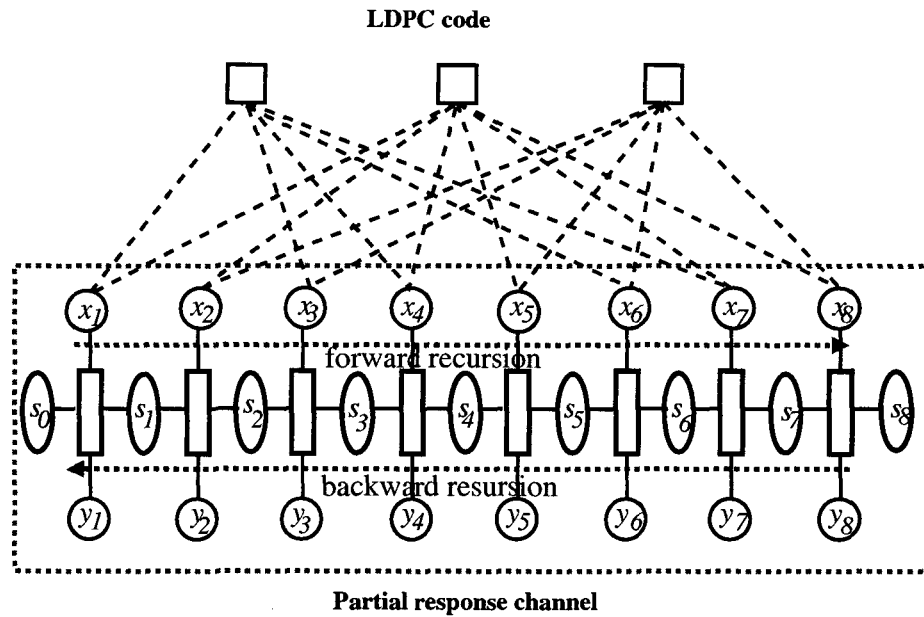 LDPC code
x1 x2 x3 x4 x5 x6 x7 x8
forward recursion
s0 s1 s2 s3 s4 s5 s6 s7 s8
backward resursion
y1 y2 y3 y4 y5 y6 y7 y8
Partial response channel